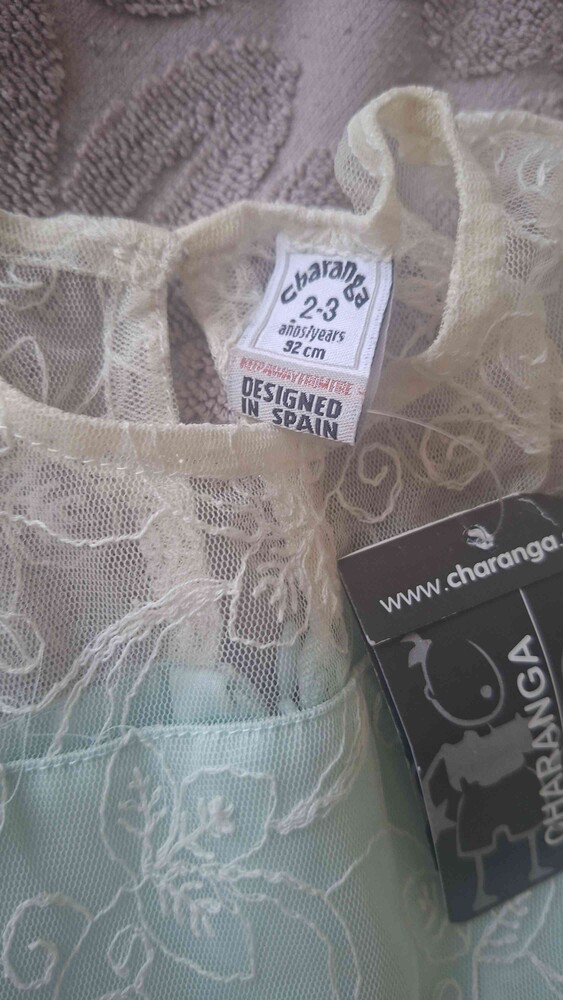 charanga
2-3
años/years
92 cm
DESIGNED
IN SPAIN
www.charanga.
CHARANGA